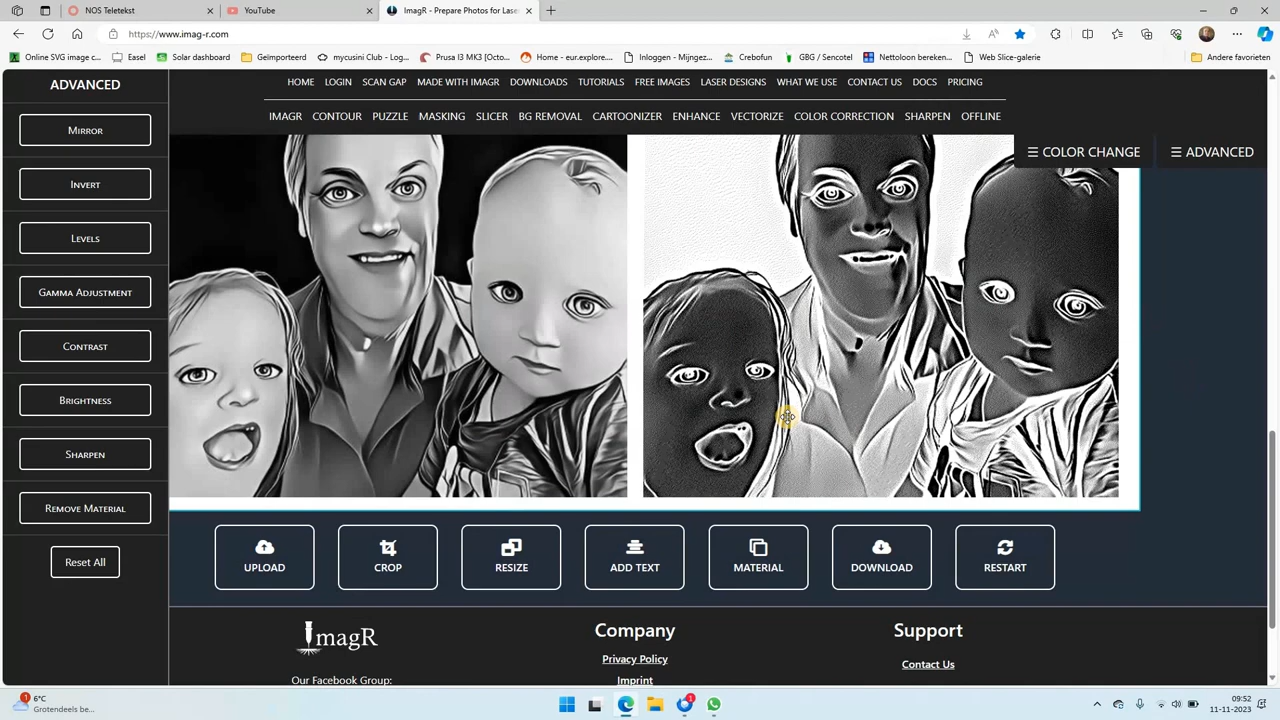 NOS Teletekst
YouTube
ImagR - Prepare Photos for Lase
https://www.imag-r.com
Online SVG image c...
Easel
Solar dashboard
Geïmporteerd
mycusini Club - Log...
Prusa I3 MK3 [Octo...
Home - eur.explore...
Inloggen - Mijngez...
Crebofun
GBG / Sencotel
Nettoloon bereken...
Web Slice-galerie
Andere favorieten
ADVANCED
HOME LOGIN SCAN GAP MADE WITH IMAGR DOWNLOADS TUTORIALS FREE IMAGES LASER DESIGNS WHAT WE USE CONTACT US DOCS PRICING
IMAGR CONTOUR PUZZLE MASKING SLICER BG REMOVAL CARTOONIZER ENHANCE VECTORIZE COLOR CORRECTION SHARPEN OFFLINE
☰ COLOR CHANGE
☰ ADVANCED
MIRROR
INVERT
LEVELS
GAMMA ADJUSTMENT
CONTRAST
BRIGHTNESS
SHARPEN
REMOVE MATERIAL
Reset All
UPLOAD
CROP
RESIZE
ADD TEXT
MATERIAL
DOWNLOAD
RESTART
ImagR
Our Facebook Group:
Company
Privacy Policy
Imprint
Support
Contact Us
1
6°C
Grotendeels be...
1
09:52
11-11-2023